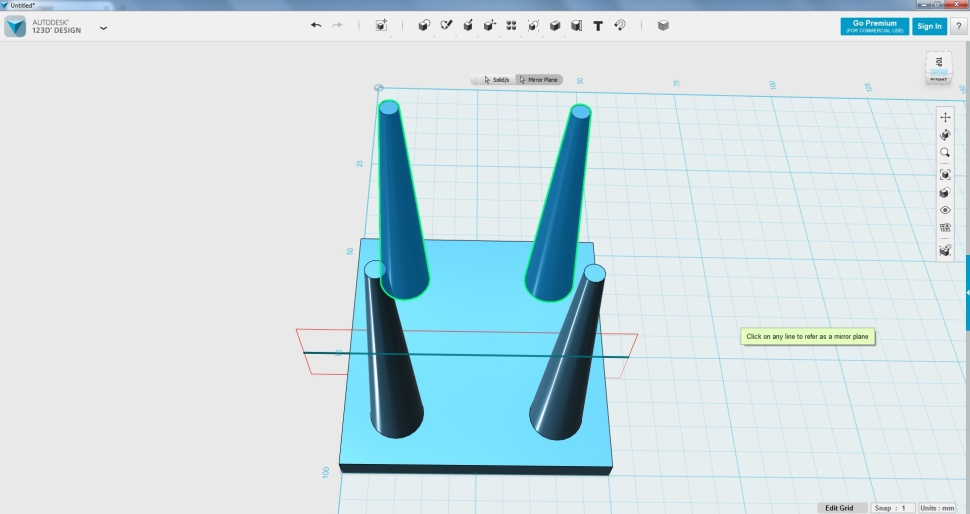 Untitled*
AUTODESK®
123D® DESIGN
T
Go Premium
(FOR COMMERCIAL USE)
Sign In
?
TOP
RIGHT
Solid/s
Mirror Plane
50
75
100
125
25
50
Click on any line to refer as a mirror plane
100
Edit Grid
Snap : 1
Units : mm